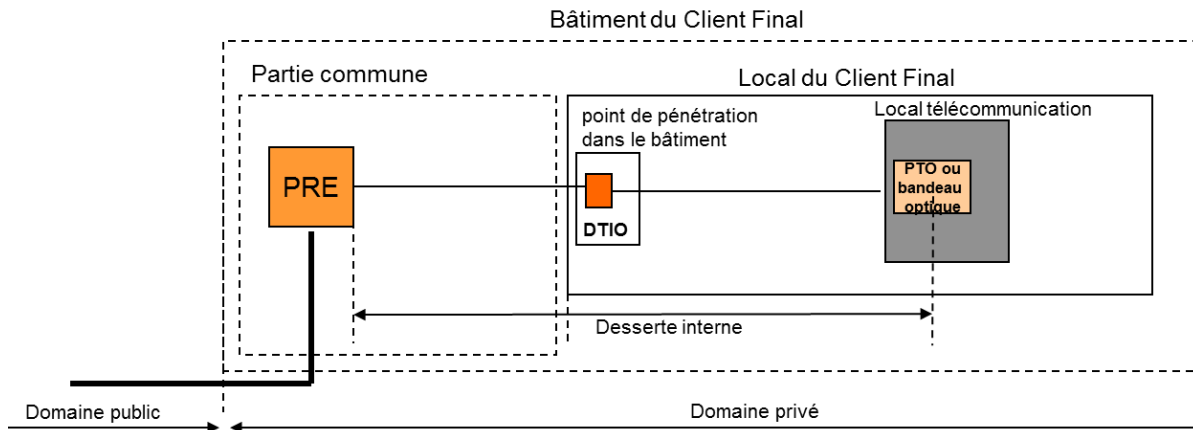 Bâtiment du Client Final
Partie commune
Local du Client Final
point de pénétration
dans le bâtiment
Local télécommunication
PRE
DTIO
PTO ou
bandeau
optique
Desserte interne
Domaine public
Domaine privé